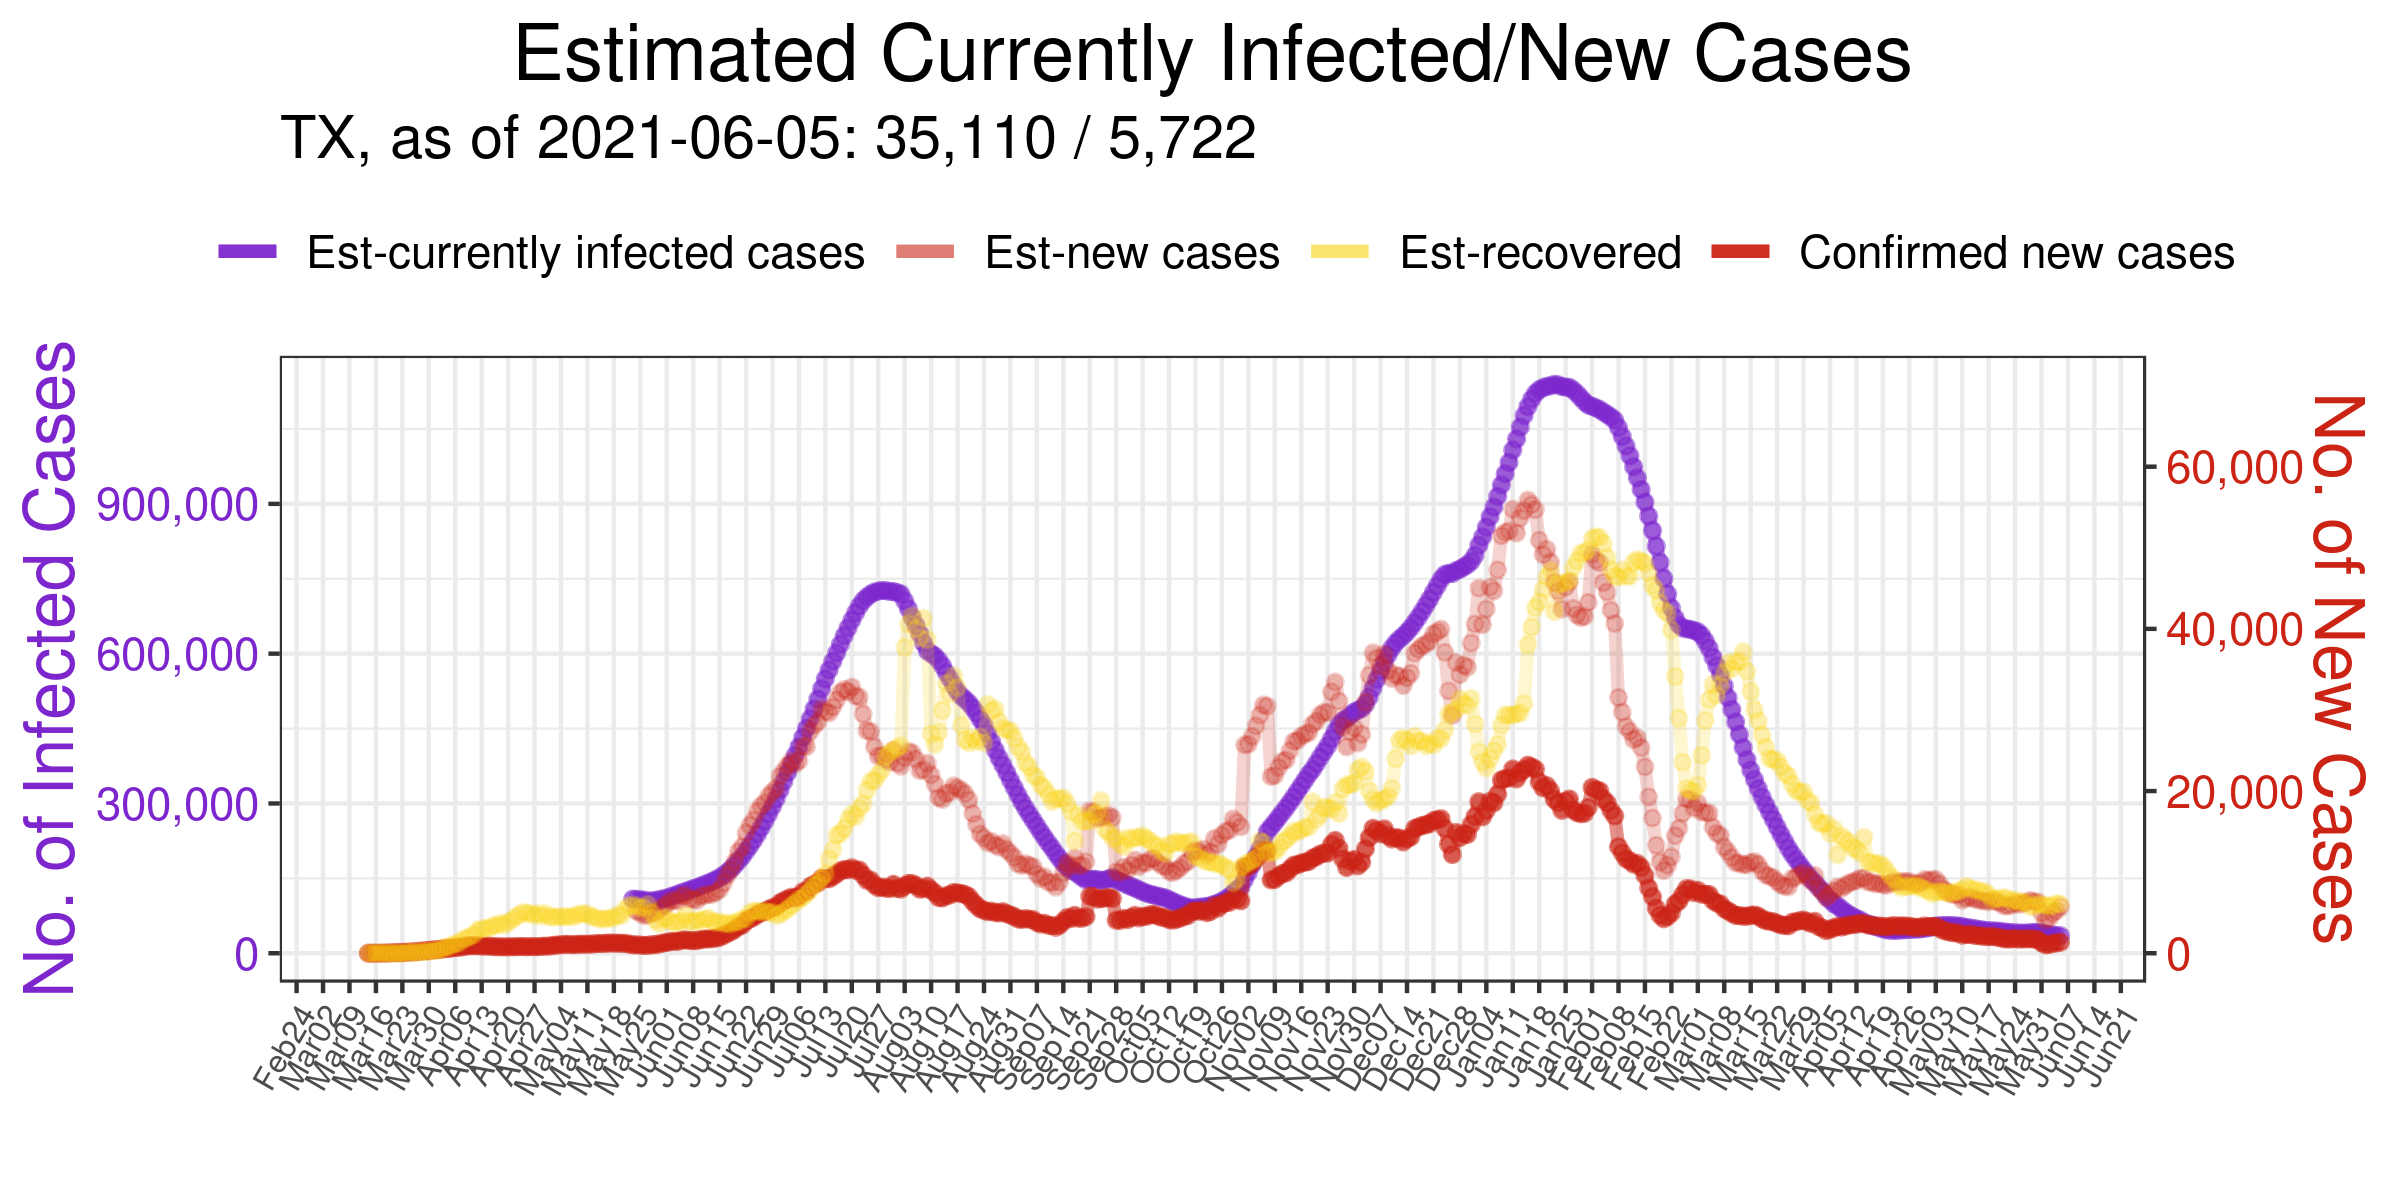 Estimated Currently Infected/New Cases
TX, as of 2021-06-05: 35,110 / 5,722
Est-currently infected cases Est-new cases Est-recovered Confirmed new cases
No. of Infected Cases
900,000
600,000
300,000
0
60,000
40,000
20,000
0
No. of New Cases
Feb24
Mar02
Mar09
Mar16
Mar23
Mar30
Apr06
Apr13
Apr20
Apr27
May04
May11
May18
May25
Jun01
Jun08
Jun15
Jun22
Jun29
Jul06
Jul13
Jul20
Jul27
Aug03
Aug10
Aug17
Aug24
Aug31
Sep07
Sep14
Sep21
Sep28
Oct05
Oct12
Oct19
Oct26
Nov02
Nov09
Nov16
Nov23
Nov30
Dec07
Dec14
Dec21
Dec28
Jan04
Jan11
Jan18
Jan25
Feb01
Feb08
Feb15
Feb22
Mar01
Mar08
Mar15
Mar22
Mar29
Apr05
Apr12
Apr19
Apr26
May03
May10
May17
May24
May31
Jun07
Jun14
Jun21